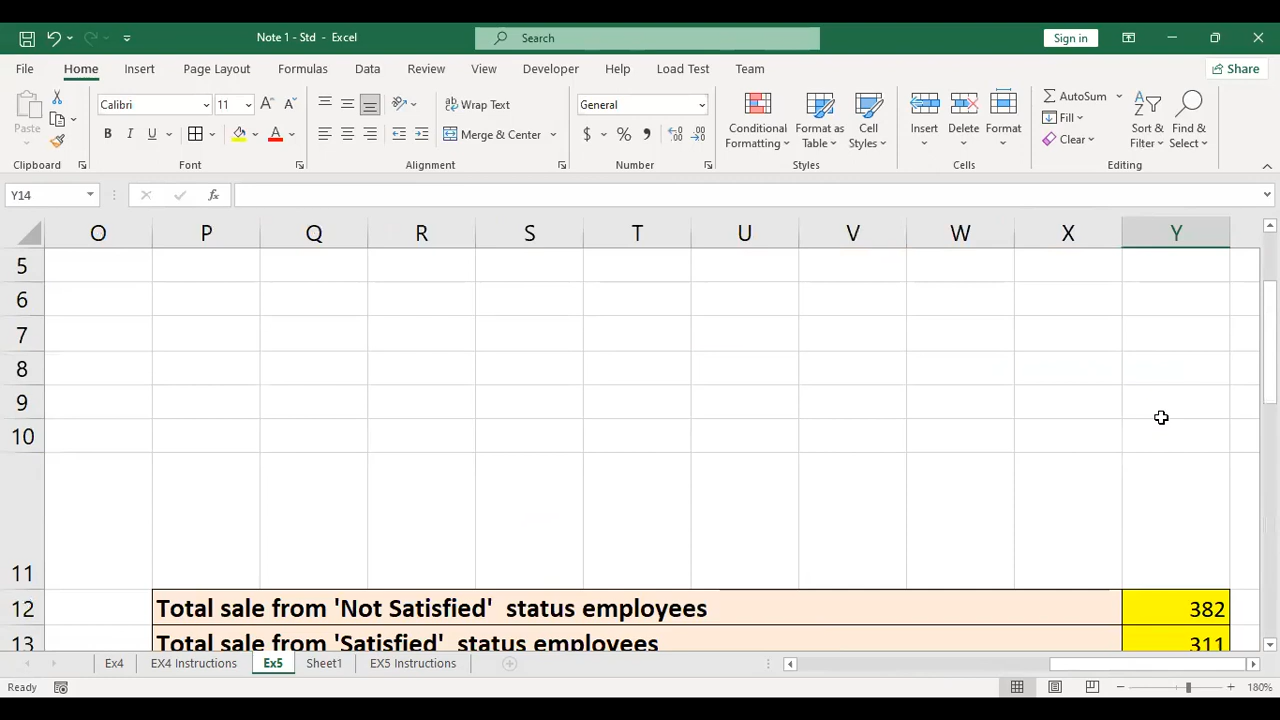 Note 1 - Std - Excel
Search
Sign in
File Home Insert Page Layout Formulas Data Review View Developer Help Load Test Team
Share
Paste
Clipboard
Calibri 11
B I U
Font
Wrap Text
Merge & Center
Alignment
General
$ % ,
Number
Conditional Formatting
Format as Table
Cell Styles
Styles
Insert
Delete
Format
Cells
AutoSum
Fill
Clear
Sort & Filter
Find & Select
Editing
Y14
fx
O P Q R S T U V W X Y
5
6
7
8
9
10
11
12 Total sale from 'Not Satisfied' status employees 382
13 Total sale from 'Satisfied' status employees 311
Ex4 EX4 Instructions Ex5 Sheet1 EX5 Instructions
Ready
180%